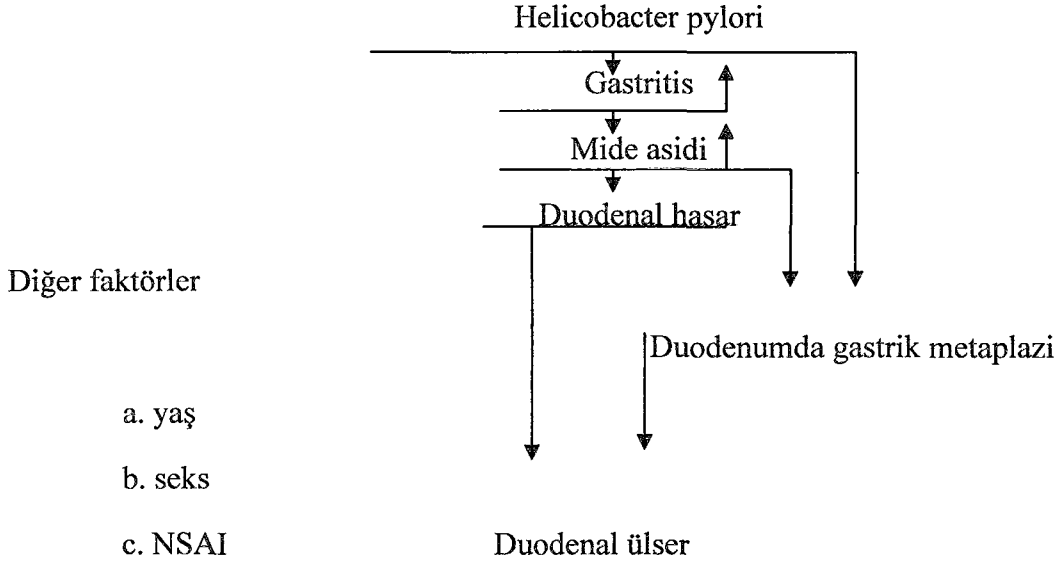 Helicobacter pylori
Gastritis
Mide asidi
Duodenal hasar
Diğer faktörler
Duodenumda gastrik metaplazi
a. yaş
b. seks
c. NSAI
Duodenal ülser